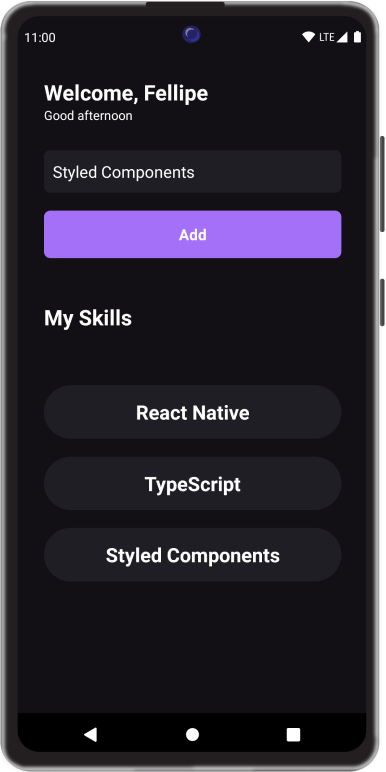 11:00 LTE
Welcome, Fellipe
Good afternoon
Styled Components
Add
My Skills
React Native
TypeScript
Styled Components